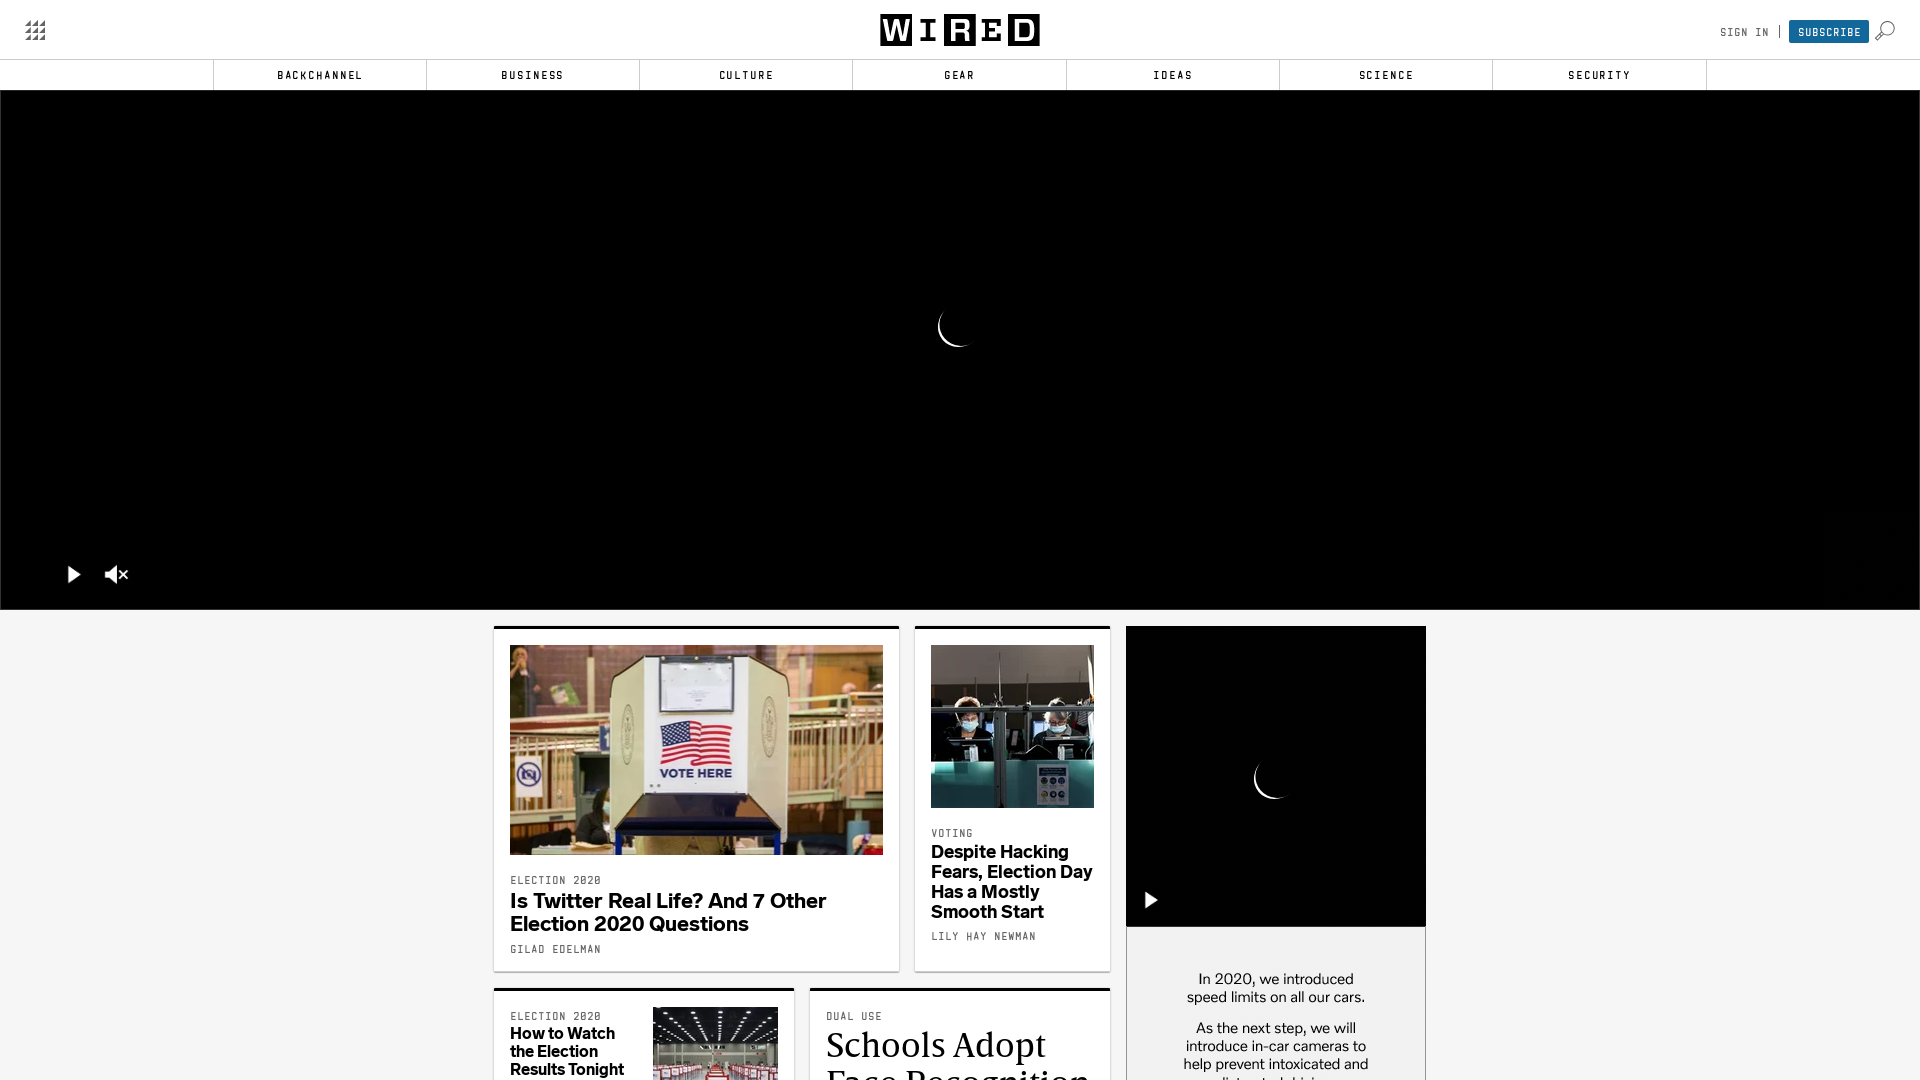 WIRED
SIGN IN
SUBSCRIBE
BACKCHANNEL
BUSINESS
CULTURE
GEAR
IDEAS
SCIENCE
SECURITY
VOTE HERE
ELECTION 2020
Is Twitter Real Life? And 7 Other
Election 2020 Questions
GILAD EDELMAN
VOTING
Despite Hacking
Fears, Election Day
Has a Mostly
Smooth Start
LILY HAY NEWMAN
In 2020, we introduced
speed limits on all our cars.
As the next step, we will
introduce in-car cameras to
help prevent intoxicated and
ELECTION 2020
How to Watch
the Election
Results Tonight
DUAL USE
Schools Adopt
Face Recognition